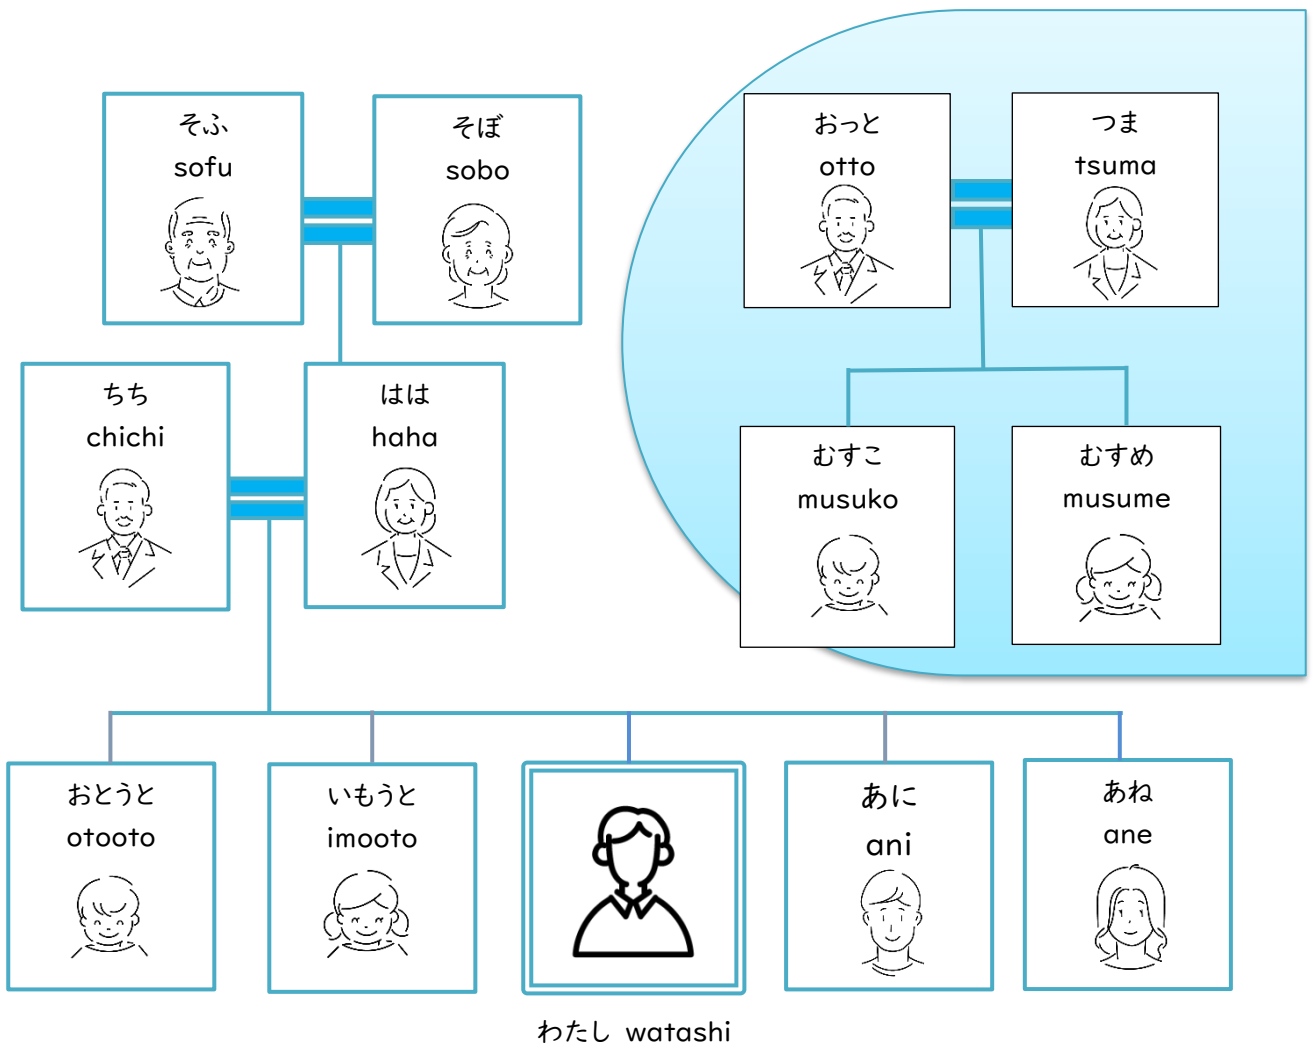 そふ
sofu
そぼ
sobo
おっと
otto
つま
tsuma
ちち
chichi
はは
haha
むすこ
musuko
むすめ
musume
おとうと
otooto
いもうと
imooto
あに
ani
あね
ane
わたし watashi